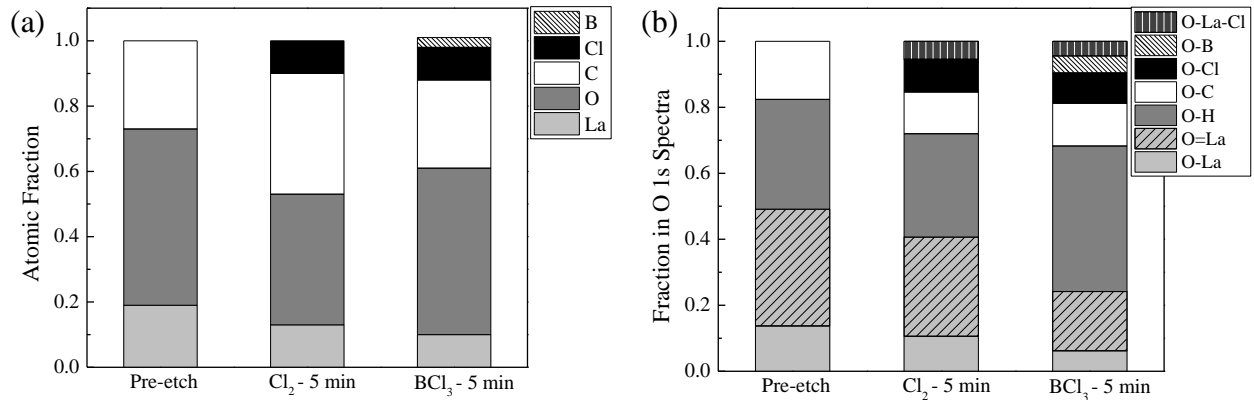 (a)
Atomic Fraction
1.0
0.8
0.6
0.4
0.2
0.0
Pre-etch
Cl₂ - 5 min
BCl₃ - 5 min
B
Cl
C
O
La
(b)
Fraction in O 1s Spectra
1.0
0.8
0.6
0.4
0.2
0.0
Pre-etch
Cl₂ - 5 min
BCl₃ - 5 min
O-La-Cl
O-B
O-Cl
O-C
O-H
O=La
O-La